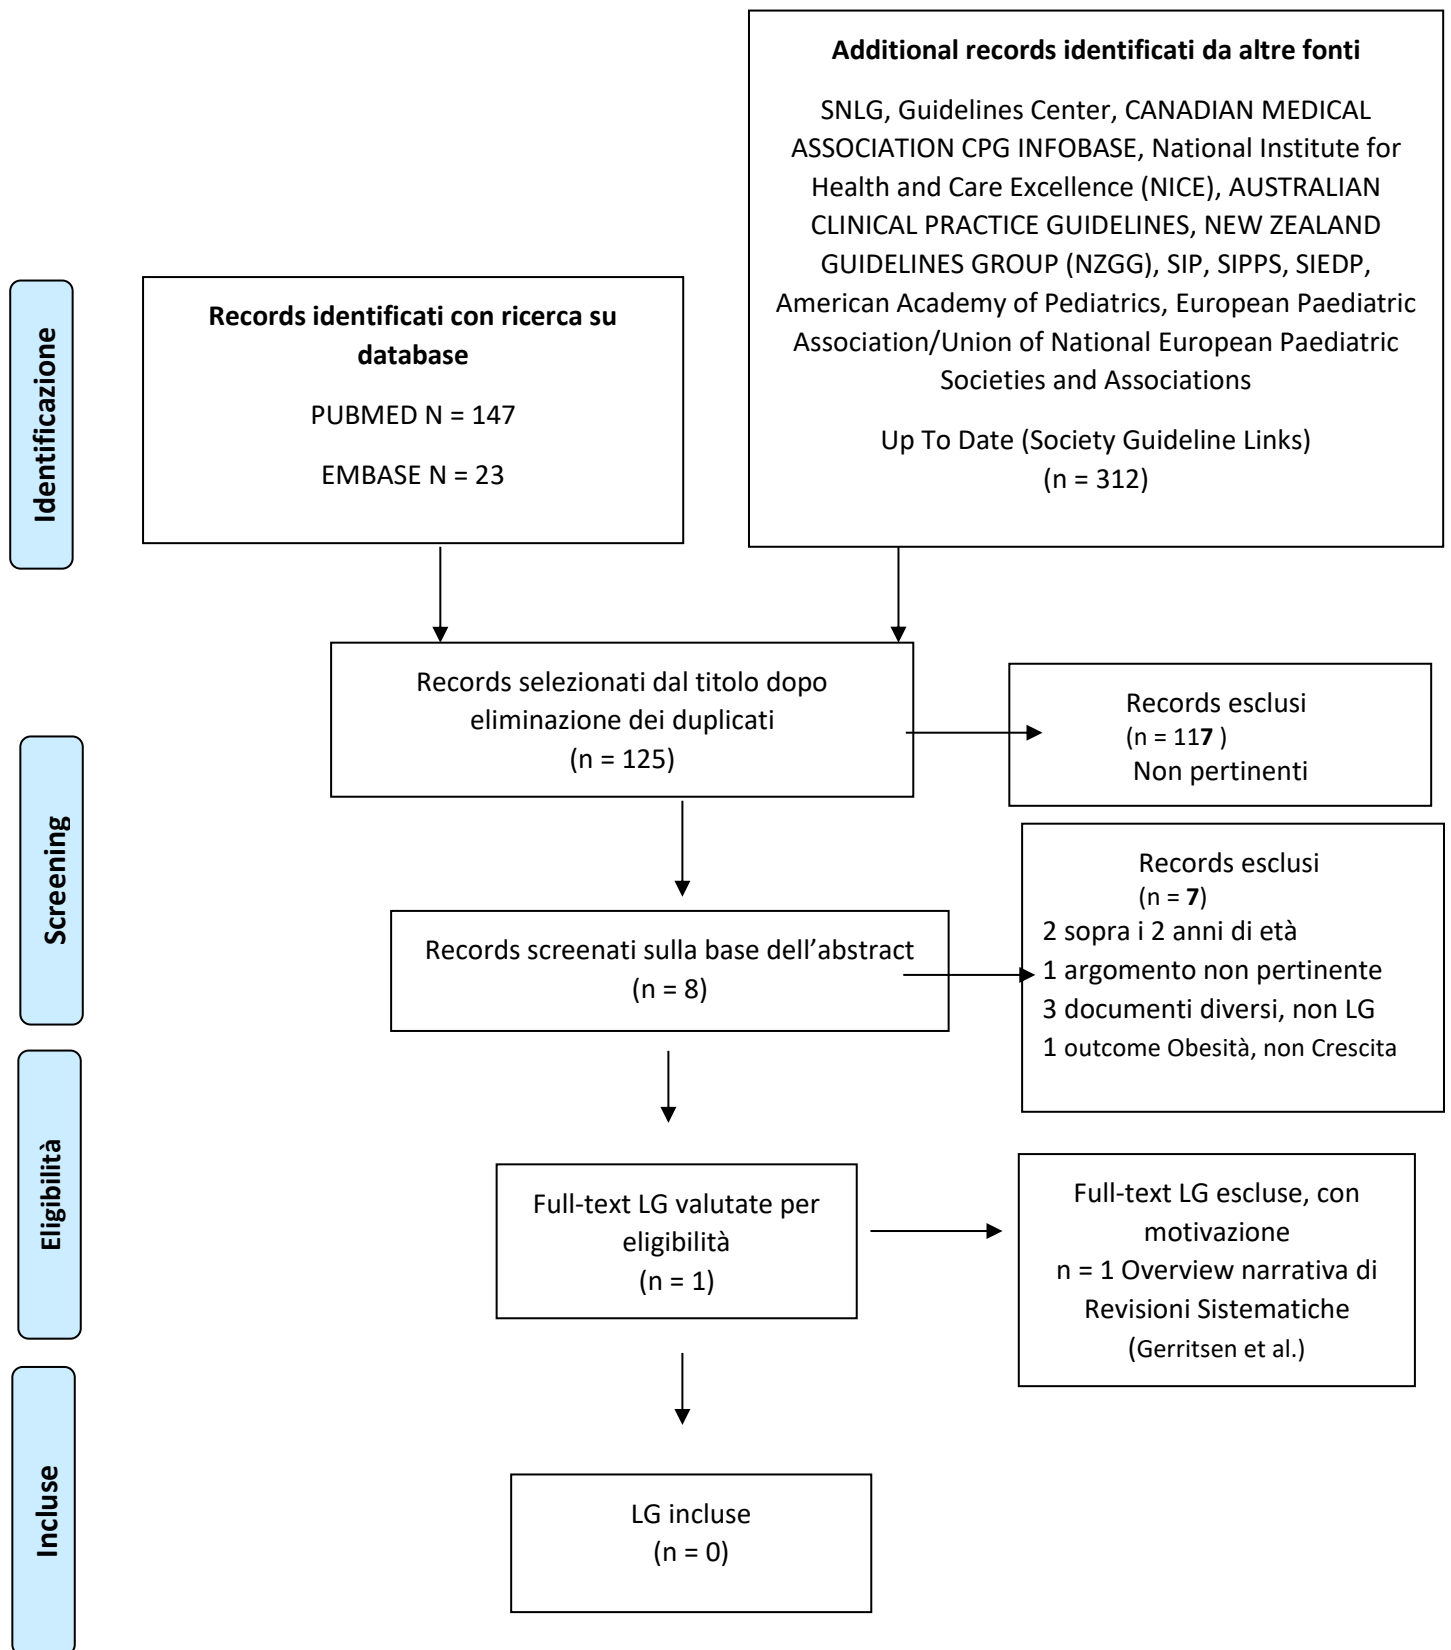 Additional records identificati da altre fonti
SNLG, Guidelines Center, CANADIAN MEDICAL
ASSOCIATION CPG INFOBASE, National Institute for
Health and Care Excellence (NICE), AUSTRALIAN
CLINICAL PRACTICE GUIDELINES, NEW ZEALAND
GUIDELINES GROUP (NZGG), SIP, SIPPS, SIEDP,
American Academy of Pediatrics, European Paediatric
Association/Union of National European Paediatric
Societies and Associations
Up To Date (Society Guideline Links)
(n = 312)
Identificazione
Records identificati con ricerca su
database
PUBMED N = 147
EMBASE N = 23
Records selezionati dal titolo dopo
eliminazione dei duplicati
(n = 125)
Records esclusi
(n = 117 )
Non pertinenti
Screening
Records screenati sulla base dell’abstract
(n = 8)
Records esclusi
(n = 7)
2 sopra i 2 anni di età
1 argomento non pertinente
3 documenti diversi, non LG
1 outcome Obesità, non Crescita
Eligibilità
Full-text LG valutate per
eligibilità
(n = 1)
Full-text LG escluse, con
motivazione
n = 1 Overview narrativa di
Revisioni Sistematiche
(Gerritsen et al.)
Incluse
LG incluse
(n = 0)